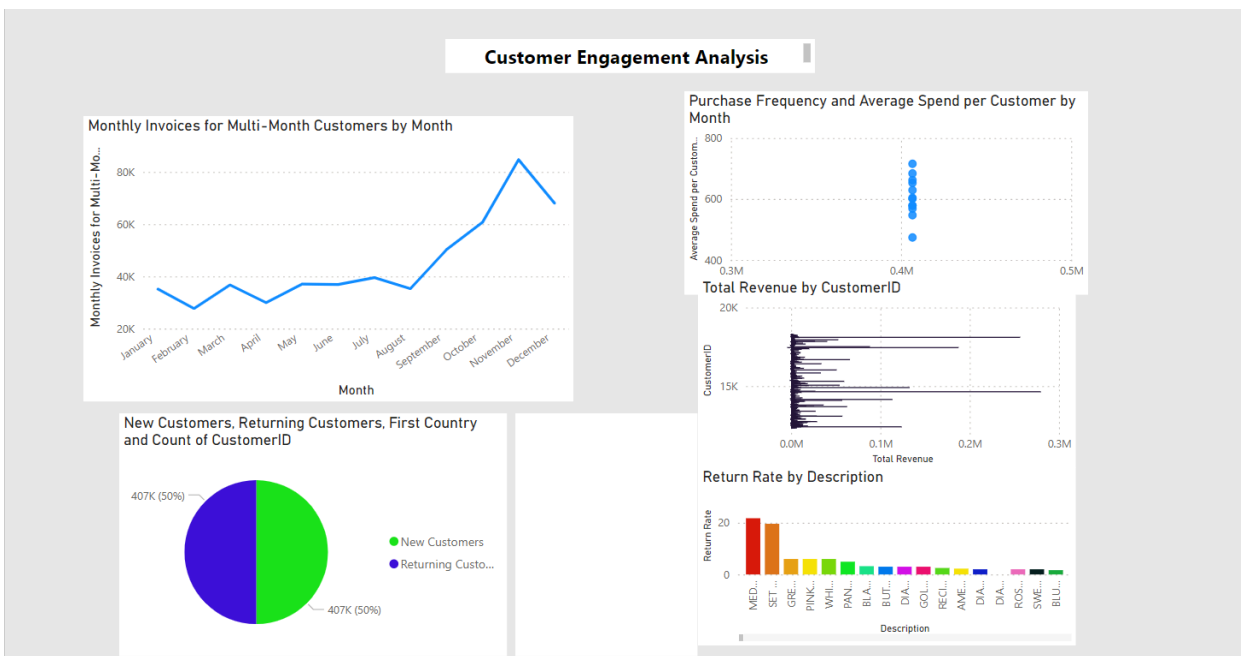 Customer Engagement Analysis
Monthly Invoices for Multi-Month Customers by Month
Monthly Invoices for Multi-Mo...
80K
60K
40K
20K
January
February
March
April
May
June
July
August
September
October
November
December
Month
Purchase Frequency and Average Spend per Customer by
Month
Average Spend per Custom...
800
600
400
0.3M
0.4M
0.5M
Total Revenue by CustomerID
CustomerID
20K
15K
0.0M
0.1M
0.2M
0.3M
Total Revenue
New Customers, Returning Customers, First Country
and Count of CustomerID
407K (50%)
407K (50%)
New Customers
Returning Custo...
Return Rate by Description
Return Rate
20
0
MED...
SET ...
GRE...
PINK...
WHI...
PAN...
BLA...
BUT...
DIA...
GOL...
RECI...
AME...
DIA...
DIA...
ROS...
SWE...
BLU...
Description